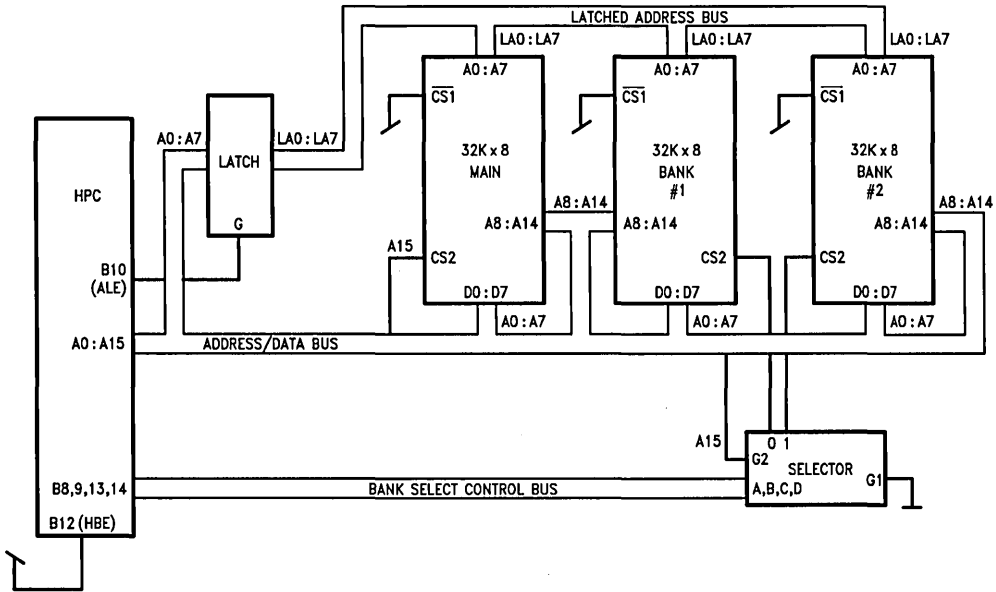 LATCHED ADDRESS BUS
LA0:LA7
LA0:LA7
LA0:LA7
A0:A7
A0:A7
A0:A7
CS1
CS1
CS1
A0:A7
LA0:LA7
LATCH
G
HPC
32K x 8
MAIN
32K x 8
BANK
#1
32K x 8
BANK
#2
A8:A14
A8:A14
A8:A14
A8:A14
A8:A14
A15
CS2
CS2
CS2
B10
(ALE)
D0:D7
D0:D7
D0:D7
A0:A7
A0:A7
A0:A7
A0:A15
ADDRESS/DATA BUS
A15
0 1
G2
SELECTOR
G1
A,B,C,D
B8,9,13,14
BANK SELECT CONTROL BUS
B12 (HBE)